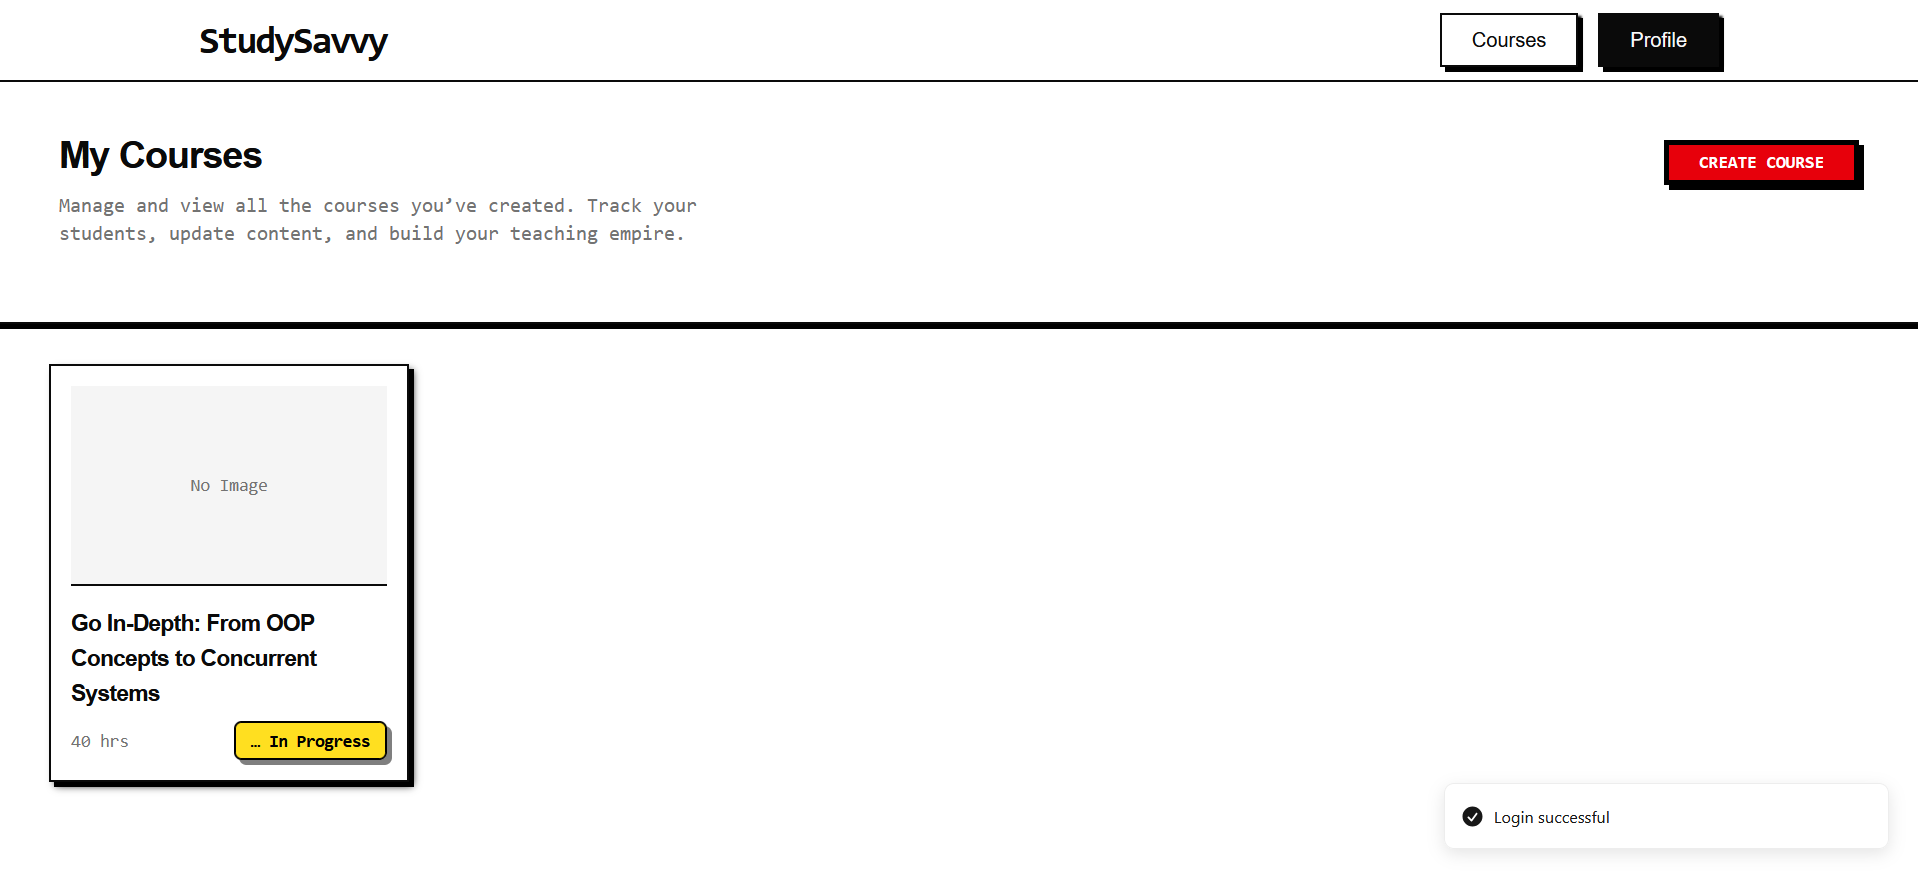 StudySavvy
Courses
Profile
My Courses
CREATE COURSE
Manage and view all the courses you’ve created. Track your
students, update content, and build your teaching empire.
No Image
Go In-Depth: From OOP
Concepts to Concurrent
Systems
40 hrs
… In Progress
Login successful